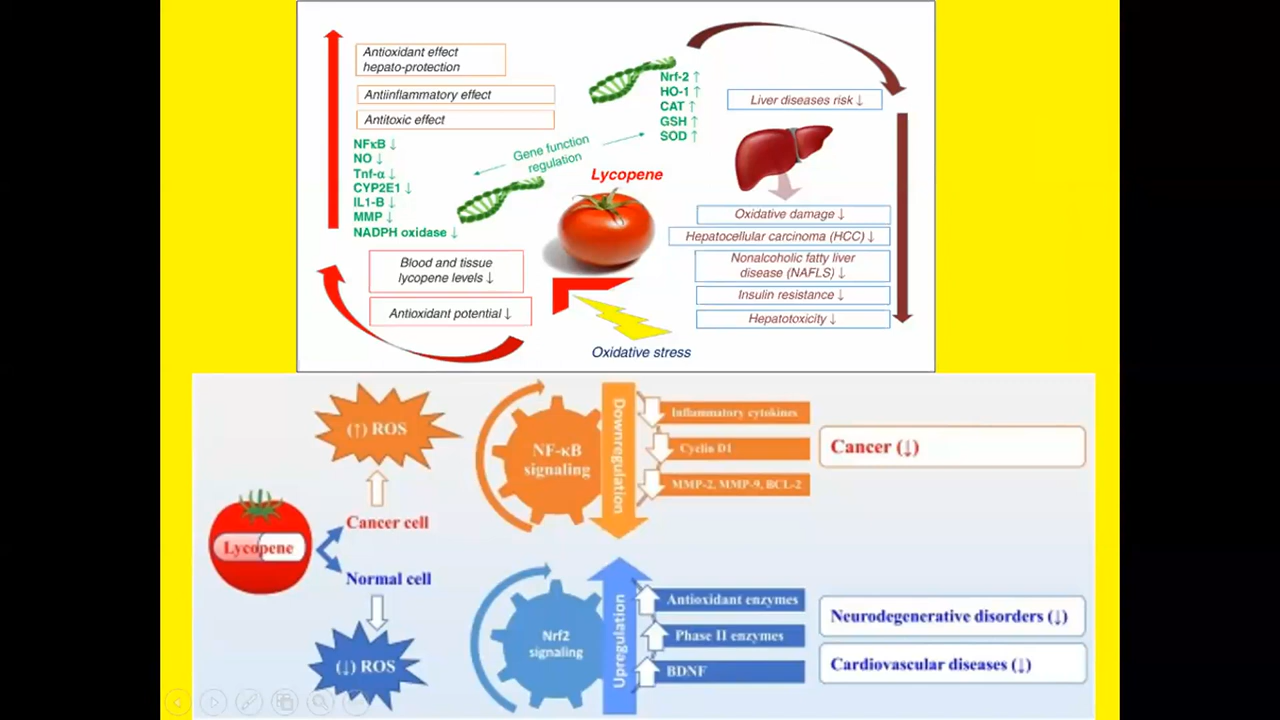 Antioxidant effect
hepato-protection
Antiinflammatory effect
Antitoxic effect
NFκB ↓
NO ↓
Tnf-α ↓
CYP2E1 ↓
IL1-B ↓
MMP ↓
NADPH oxidase ↓
Blood and tissue
lycopene levels ↓
Antioxidant potential ↓
Gene function
regulation
Nrf-2 ↑
HO-1 ↑
CAT ↑
GSH ↑
SOD ↑
Lycopene
Oxidative stress
Liver diseases risk ↓
Oxidative damage ↓
Hepatocellular carcinoma (HCC) ↓
Nonalcoholic fatty liver
disease (NAFLS) ↓
Insulin resistance ↓
Hepatotoxicity ↓
Lycopene
(↑) ROS
Cancer cell
Normal cell
(↓) ROS
NF-κB
signaling
Downregulation
Inflammatory cytokines
Cyclin D1
MMP-2, MMP-9, BCL-2
Cancer (↓)
Nrf2
signaling
Upregulation
Antioxidant enzymes
Phase II enzymes
BDNF
Neurodegenerative disorders (↓)
Cardiovascular diseases (↓)